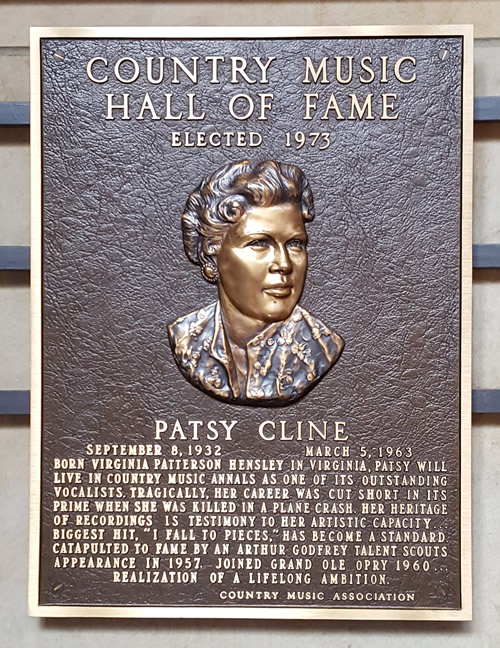 COUNTRY MUSIC
HALL OF FAME
ELECTED 1973
PATSY CLINE
SEPTEMBER 8, 1932 MARCH 5, 1963
BORN VIRGINIA PATTERSON HENSLEY IN VIRGINIA, PATSY WILL
LIVE IN COUNTRY MUSIC ANNALS AS ONE OF ITS OUTSTANDING
VOCALISTS. TRAGICALLY, HER CAREER WAS CUT SHORT IN ITS
PRIME WHEN SHE WAS KILLED IN A PLANE CRASH. HER HERITAGE
OF RECORDINGS IS TESTIMONY TO HER ARTISTIC CAPACITY...
BIGGEST HIT, "I FALL TO PIECES," HAS BECOME A STANDARD.
CATAPULTED TO FAME BY AN ARTHUR GODFREY TALENT SCOUTS
APPEARANCE IN 1957. JOINED GRAND OLE OPRY 1960...
REALIZATION OF A LIFELONG AMBITION.
COUNTRY MUSIC ASSOCIATION